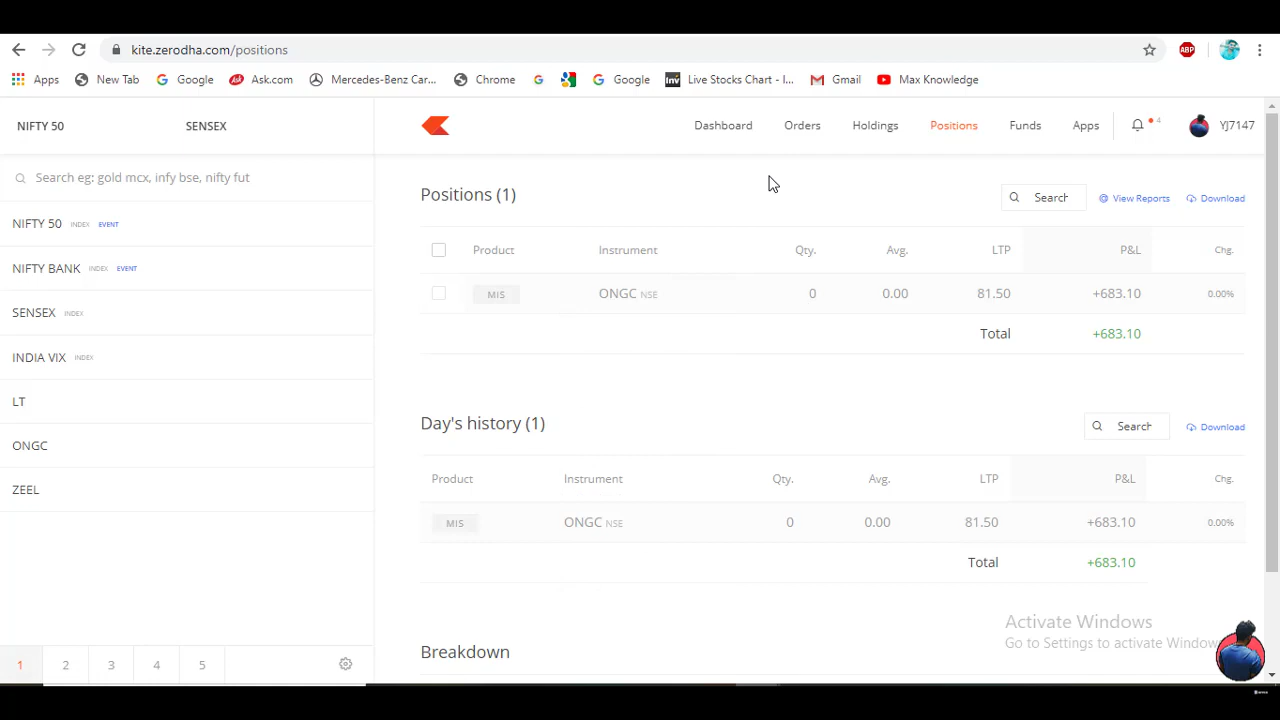 kite.zerodha.com/positions
ABP
Apps New Tab Google Ask.com Mercedes-Benz Car... Chrome Google Inv Live Stocks Chart - I... Gmail Max Knowledge
NIFTY 50 SENSEX
Dashboard Orders Holdings Positions Funds Apps 4 YJ7147
Search eg: gold mcx, infy bse, nifty fut
NIFTY 50 INDEX EVENT
NIFTY BANK INDEX EVENT
SENSEX INDEX
INDIA VIX INDEX
LT
ONGC
ZEEL
1 2 3 4 5
Positions (1) Search View Reports Download
Product Instrument Qty. Avg. LTP P&L Chg.
MIS ONGC NSE 0 0.00 81.50 +683.10 0.00%
Total +683.10
Day's history (1) Search Download
Product Instrument Qty. Avg. LTP P&L Chg.
MIS ONGC NSE 0 0.00 81.50 +683.10 0.00%
Total +683.10
Breakdown
Activate Windows
Go to Settings to activate Window